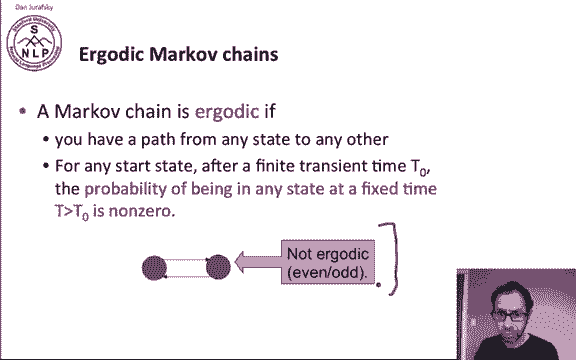 Dan Jurafsky
Stanford University
S
NLP
Natural Language Processing
Ergodic Markov chains
• A Markov chain is ergodic if
• you have a path from any state to any other
• For any start state, after a finite transient time T0,
the probability of being in any state at a fixed time
T>T0 is nonzero.
Not ergodic
(even/odd).